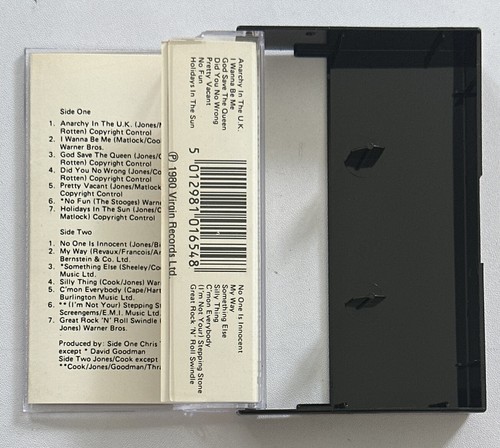 Side One
1. Anarchy In The U.K. (Jones/
Rotten) Copyright Control
2. I Wanna Be Me (Matlock/Coo
Warner Bros.
3. God Save The Queen (Jones/
Rotten) Copyright Control
4. Did You No Wrong (Jones/
Rotten) Copyright Control
5. Pretty Vacant (Jones/Matlock
Copyright Control
6. *No Fun (The Stooges) Warn
7. Holidays In The Sun (Jones/
Matlock) Copyright Control
Side Two
1. No One Is Innocent (Jones/B
2. My Way (Revaux/Francois/A
Bernstein & Co. Ltd.
3. *Something Else (Sheeley/Co
Music Ltd.
4. Silly Thing (Cook/Jones) War
5. C'mon Everybody (Cape/Har
Burlington Music Ltd.
6. **(I'm Not Your) Stepping S
Screengems/E.M.I. Music Ltd.
7. Great Rock 'N' Roll Swindle
Jones) Warner Bros.
Produced by: Side One Chris
except * David Goodman
Side Two Jones/Cook except
**Cook/Jones/Goodman/Thr
Ⓟ 1980 Virgin Records Ltd
Anarchy In The U.K.
I Wanna Be Me
God Save The Queen
Did You No Wrong
Pretty Vacant
No Fun
Holidays In The Sun
5 012981 016548
No One Is Innocent
My Way
Something Else
Silly Thing
C'mon Everybody
(I'm Not Your) Stepping Stone
Great Rock 'N' Roll Swindle